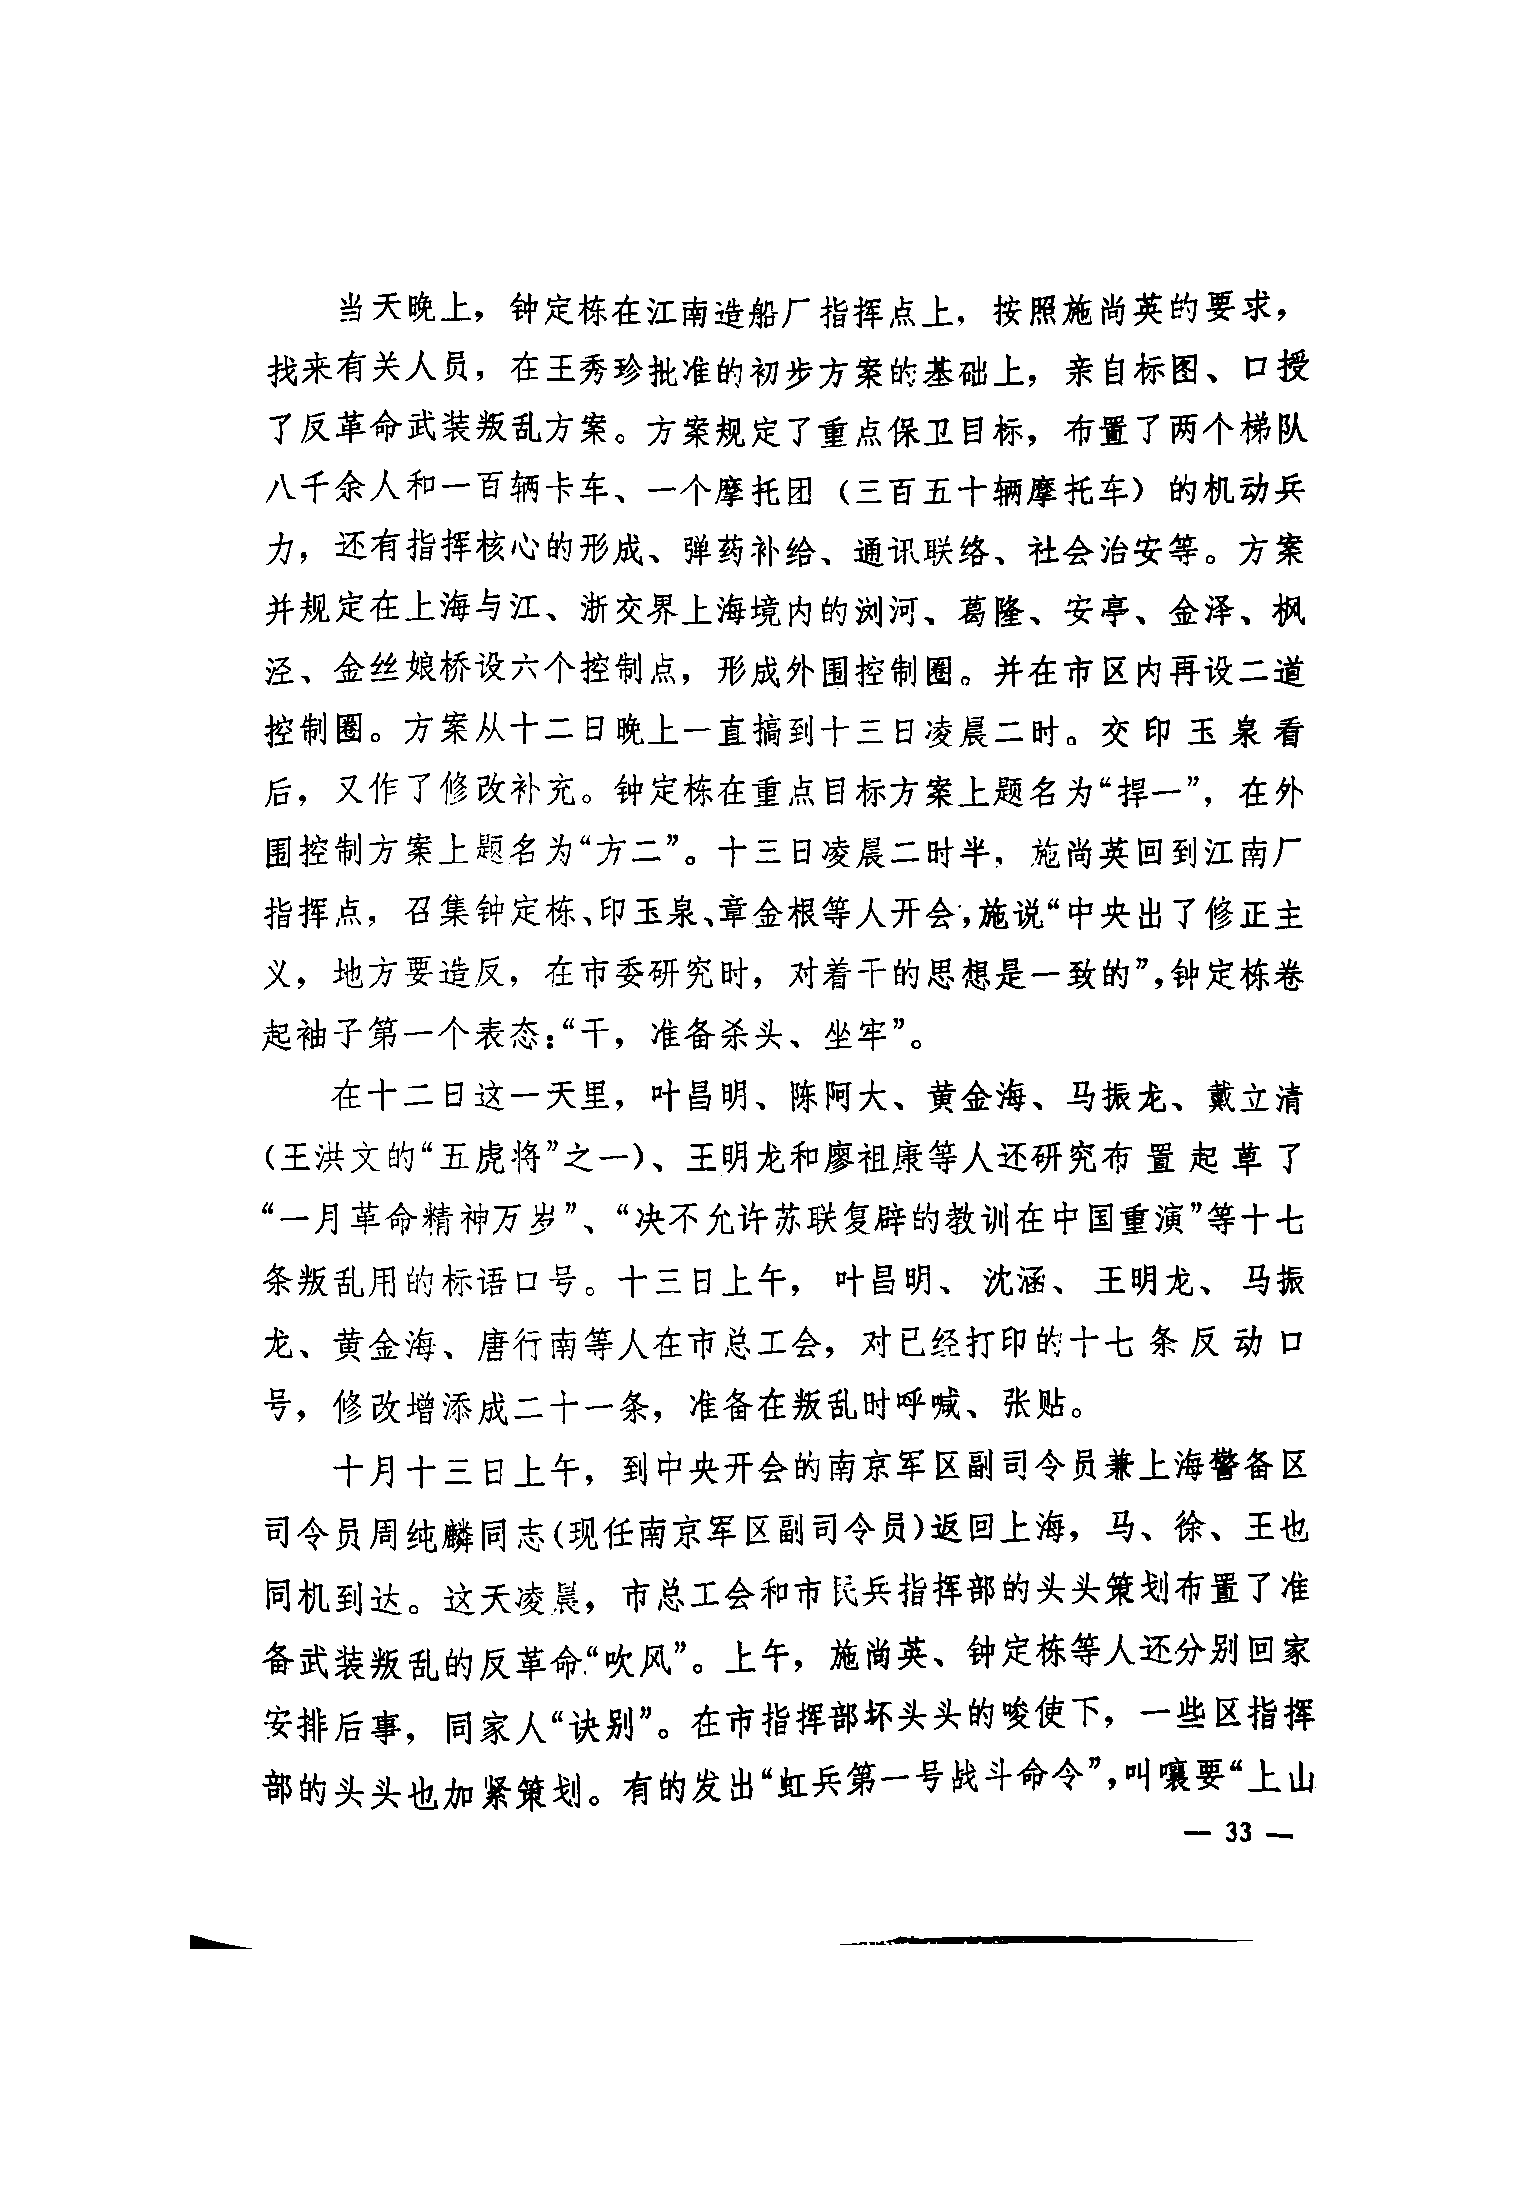 当天晚上，钟定栋在江南造船厂指挥点上，按照施尚英的要求，
找来有关人员，在王秀珍批准的初步方案的基础上，亲自标图、口授
了反革命武装叛乱方案。方案规定了重点保卫目标，布置了两个梯队
八千余人和一百辆卡车、一个摩托团（三百五十辆摩托车）的机动兵
力，还有指挥核心的形成、弹药补给、通讯联络、社会治安等。方案
并规定在上海与江、浙交界上海境内的浏河、葛隆、安亭、金泽、枫
泾、金丝娘桥设六个控制点，形成外围控制圈。并在市区内再设二道
控制圈。方案从十二日晚上一直搞到十三日凌晨二时。交印玉泉看
后，又作了修改补充。钟定栋在重点目标方案上题名为“捍一”，在外
围控制方案上题名为“方二”。十三日凌晨二时半，施尚英回到江南厂
指挥点，召集钟定栋、印玉泉、章金根等人开会，施说“中央出了修正主
义，地方要造反，在市委研究时，对着干的思想是一致的”，钟定栋卷
起袖子第一个表态：“干，准备杀头、坐牢”。
在十二日这一天里，叶昌明、陈阿大、黄金海、马振龙、戴立清
(王洪文的“五虎将”之一)、王明龙和廖祖康等人还研究布置起草了
“一月革命精神万岁”、“决不允许苏联复辟的教训在中国重演”等十七
条叛乱用的标语口号。十三日上午，叶昌明、沈涵、王明龙、马振
龙、黄金海、唐行南等人在市总工会，对已经打印的十七条反动口
号，修改增添成二十一条，准备在叛乱时呼喊、张贴。
十月十三日上午，到中央开会的南京军区副司令员兼上海警备区
司令员周纯麟同志(现任南京军区副司令员)返回上海，马、徐、王也
同机到达。这天凌晨，市总工会和市民兵指挥部的头头策划布置了准
备武装叛乱的反革命“吹风”。上午，施尚英、钟定栋等人还分别回家
安排后事，同家人“诀别”。在市指挥部坏头头的唆使下，一些区指挥
部的头头也加紧策划。有的发出“虹兵第一号战斗命令”，叫嚷要“上山
— 33 —